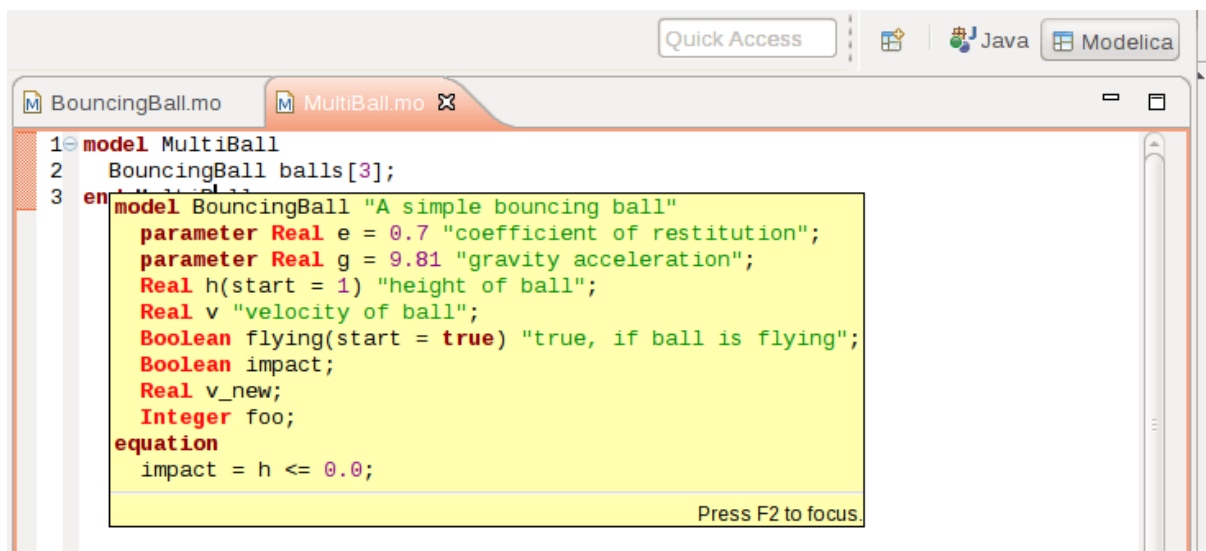 Quick Access
Java
Modelica
BouncingBall.mo
MultiBall.mo
1 model MultiBall
2 BouncingBall balls[3];
3 en
model BouncingBall "A simple bouncing ball"
parameter Real e = 0.7 "coefficient of restitution";
parameter Real g = 9.81 "gravity acceleration";
Real h(start = 1) "height of ball";
Real v "velocity of ball";
Boolean flying(start = true) "true, if ball is flying";
Boolean impact;
Real v_new;
Integer foo;
equation
impact = h <= 0.0;
Press F2 to focus.